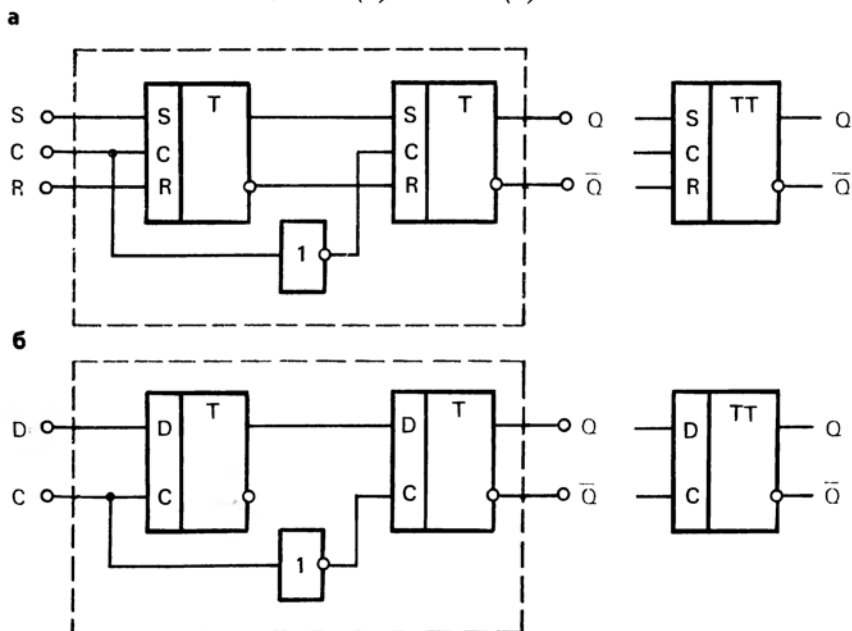 а
S T T
S S Q S TT Q
C C C C
R R R Q̅ R Q̅
1
б
T T TT
D D D Q D Q
C C C Q̅ C Q̅
1